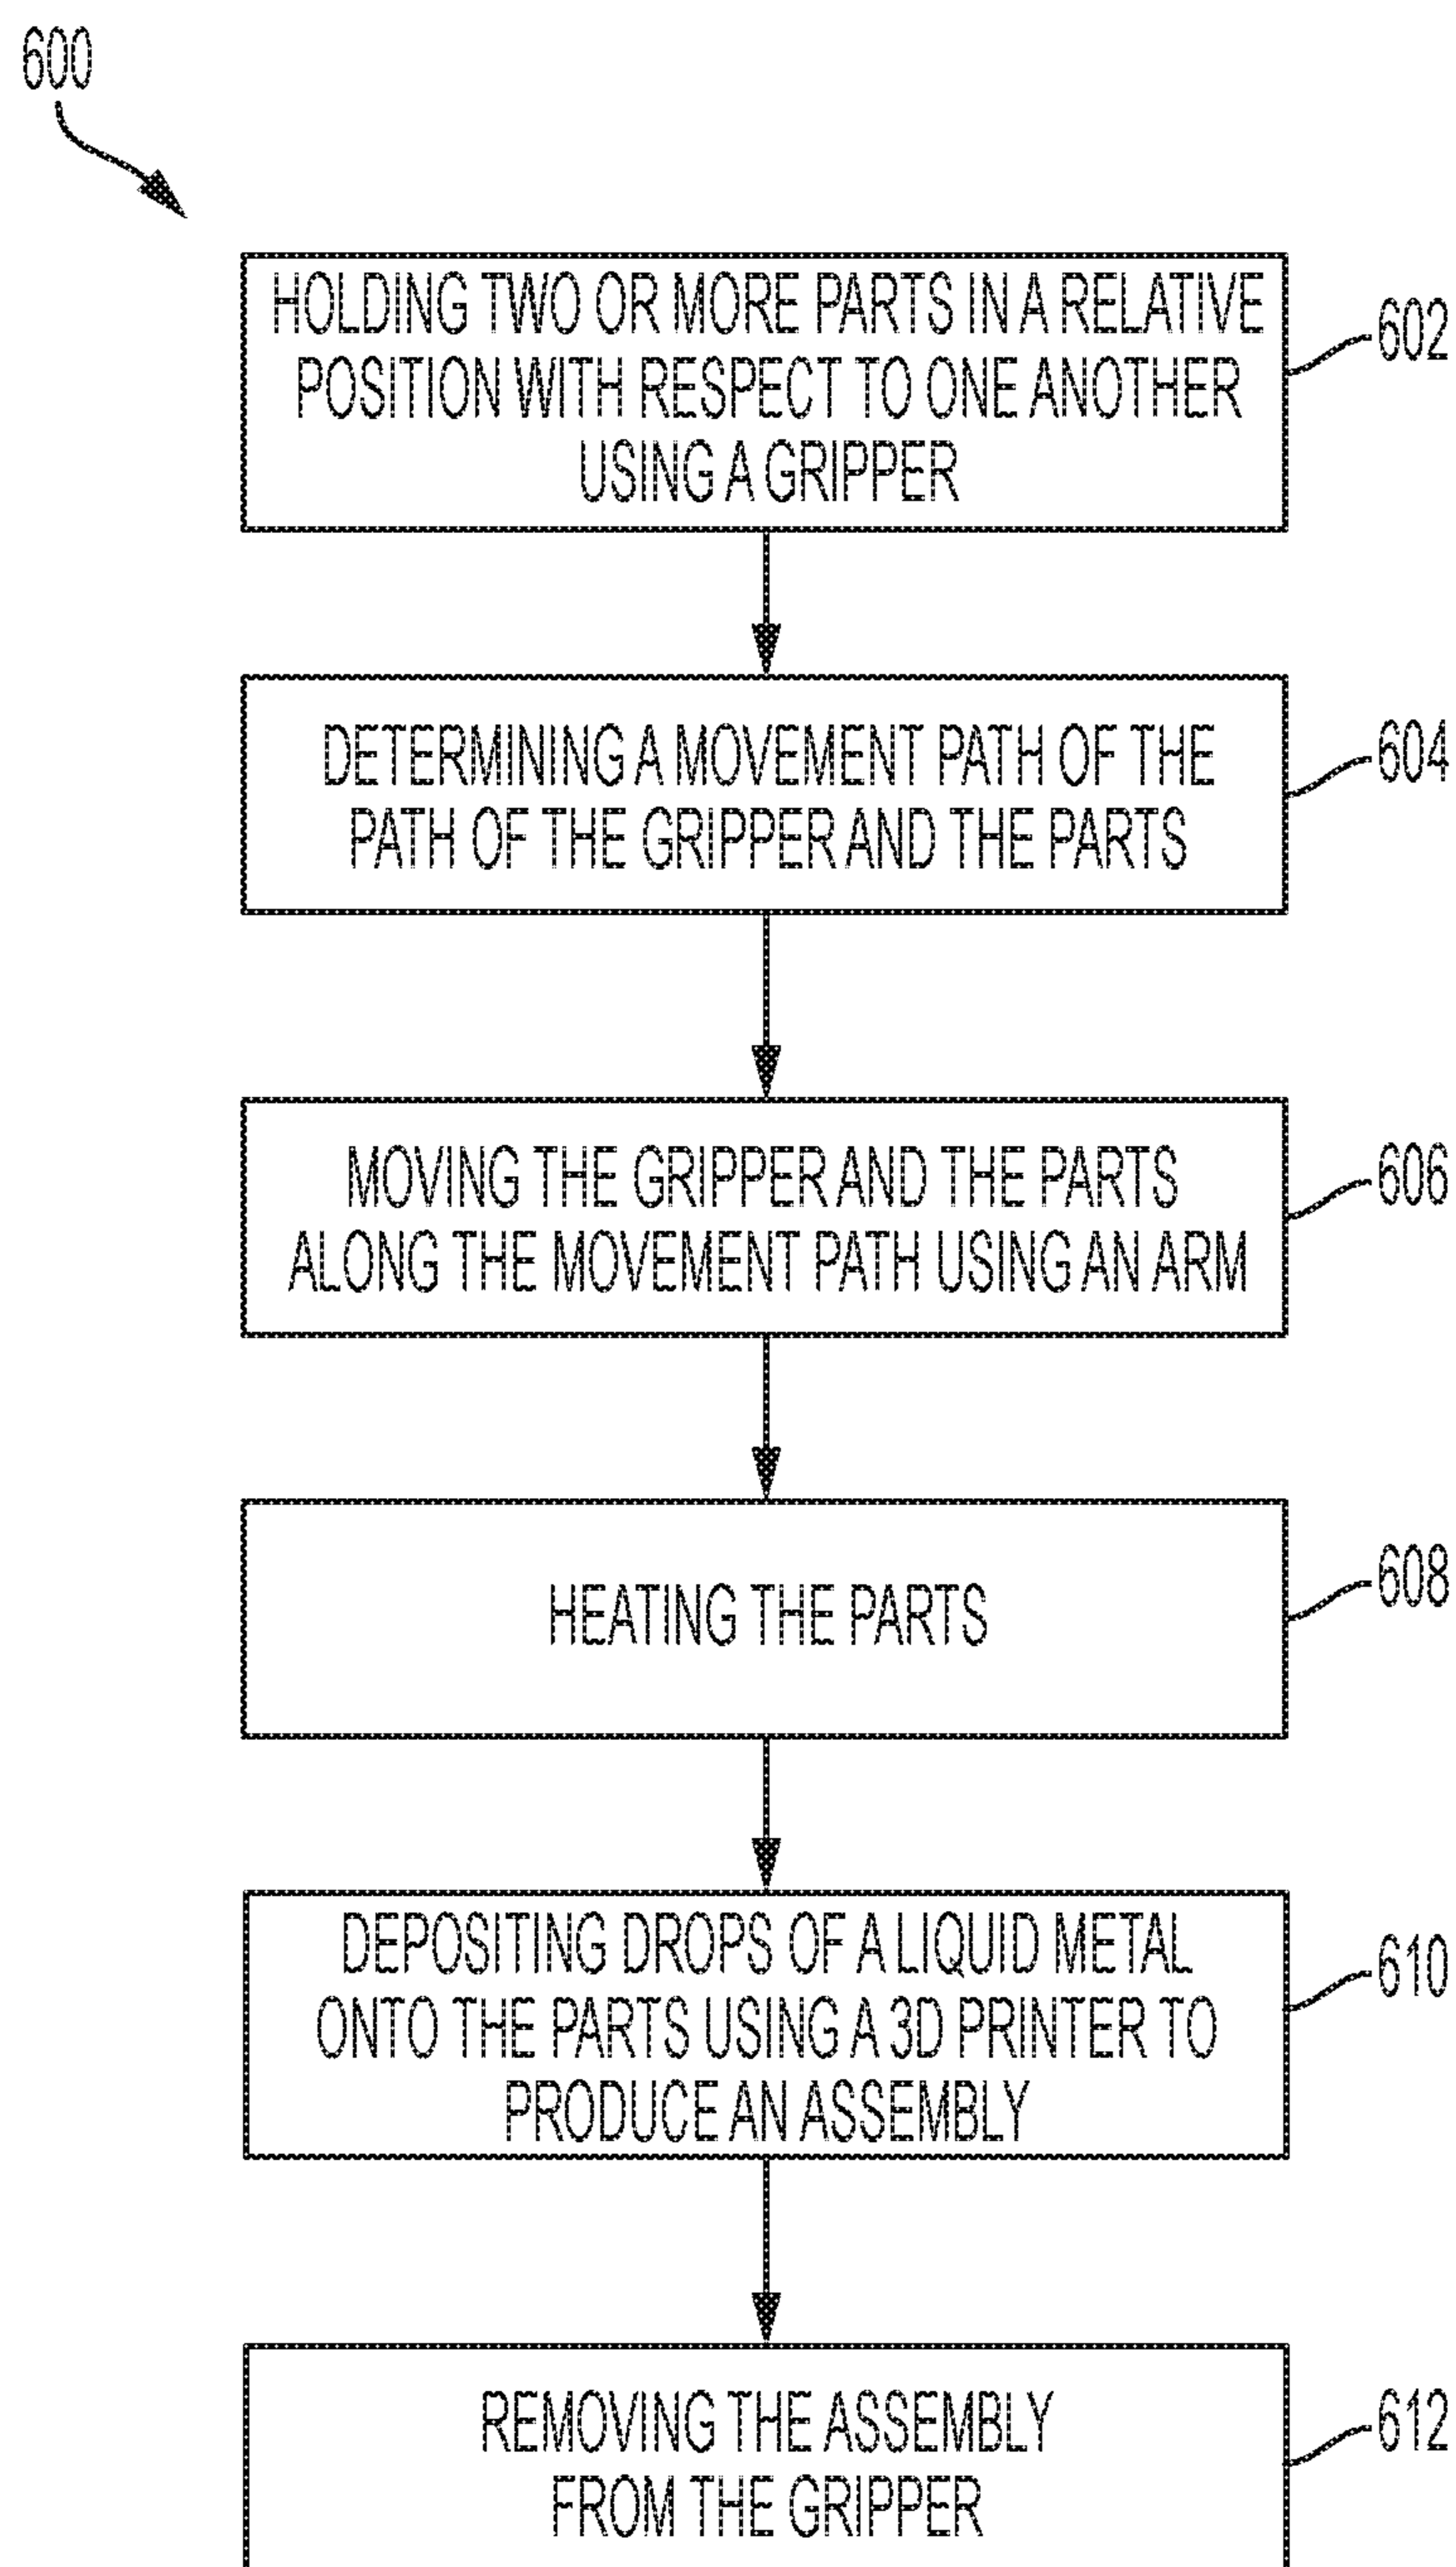 600
HOLDING TWO OR MORE PARTS IN A RELATIVE
POSITION WITH RESPECT TO ONE ANOTHER
USING A GRIPPER
602
DETERMINING A MOVEMENT PATH OF THE
PATH OF THE GRIPPER AND THE PARTS
604
MOVING THE GRIPPER AND THE PARTS
ALONG THE MOVEMENT PATH USING AN ARM
606
HEATING THE PARTS
608
DEPOSITING DROPS OF A LIQUID METAL
ONTO THE PARTS USING A 3D PRINTER TO
PRODUCE AN ASSEMBLY
610
REMOVING THE ASSEMBLY
FROM THE GRIPPER
612